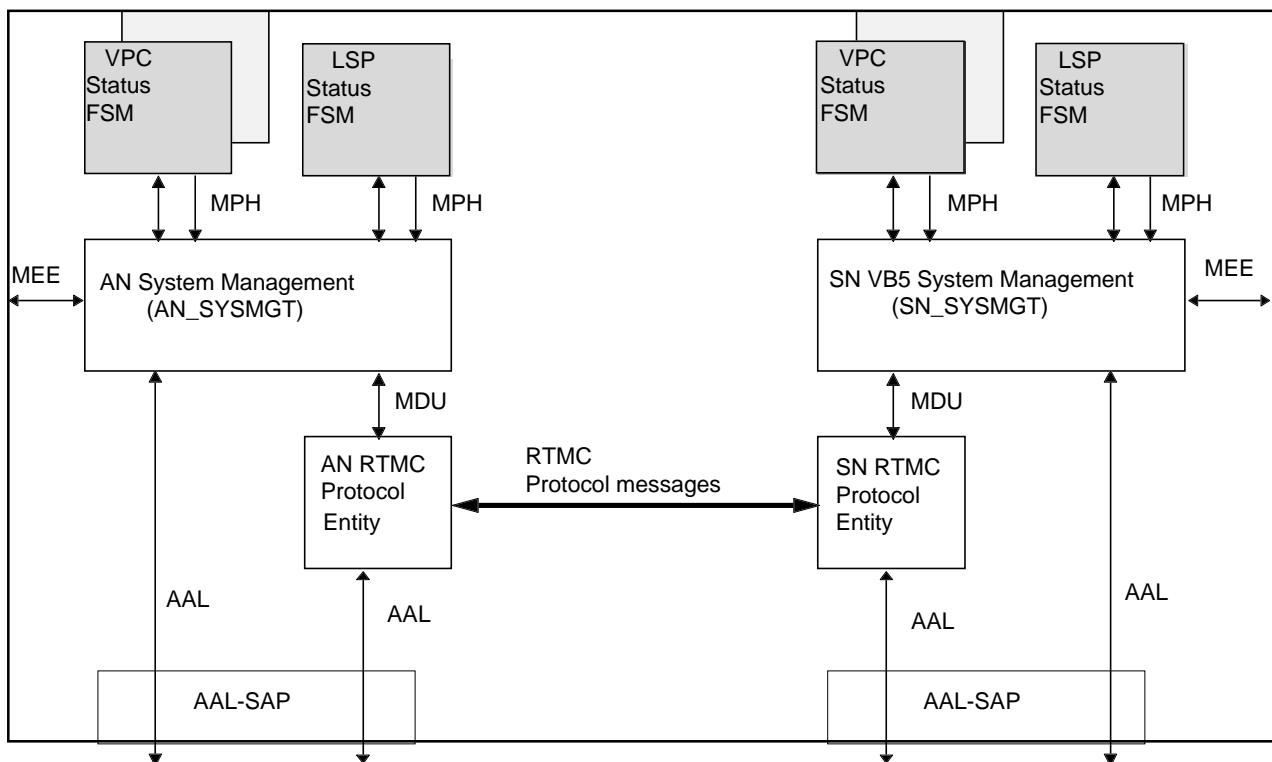 VPC
Status
FSM
LSP
Status
FSM
VPC
Status
FSM
LSP
Status
FSM
MPH
MPH
MPH
MPH
MEE
AN System Management
(AN_SYSMGT)
SN VB5 System Management
(SN_SYSMGT)
MEE
MDU
MDU
AN RTMC
Protocol
Entity
RTMC
Protocol messages
SN RTMC
Protocol
Entity
AAL
AAL
AAL
AAL
AAL-SAP
AAL-SAP